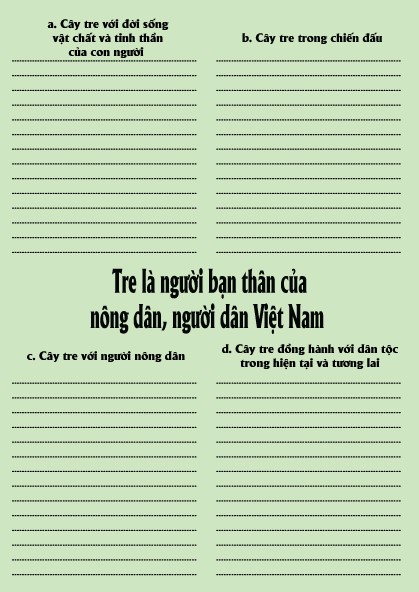 a. Cây tre với đời sống
vật chất và tinh thần
của con người
b. Cây tre trong chiến đấu
Tre là người bạn thân của
nông dân, người dân Việt Nam
c. Cây tre với người nông dân
d. Cây tre đồng hành với dân tộc
trong hiện tại và tương lai